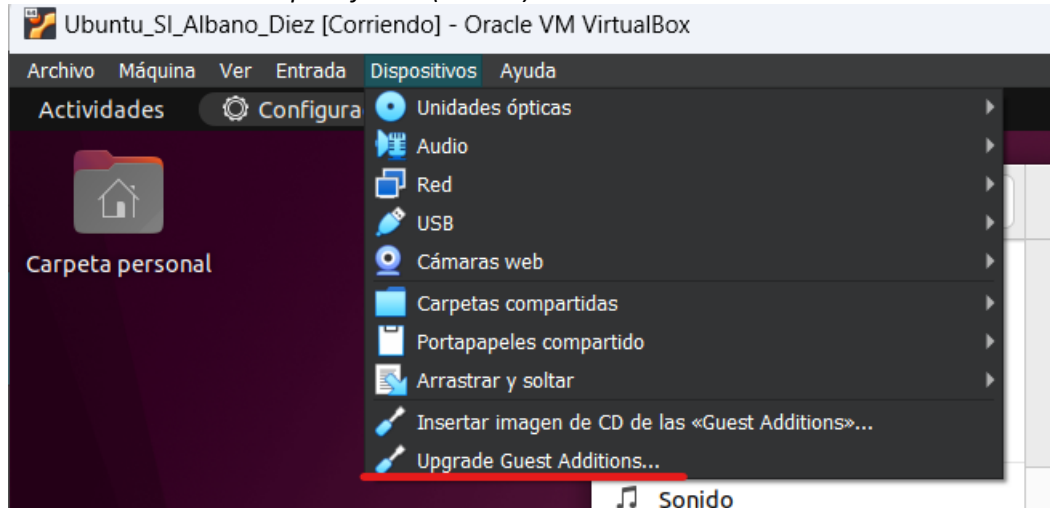 Ubuntu_SI_Albano_Diez [Corriendo] - Oracle VM VirtualBox
Archivo Máquina Ver Entrada Dispositivos Ayuda
Actividades Configura
Unidades ópticas
Audio
Red
USB
Cámaras web
Carpetas compartidas
Portapapeles compartido
Arrastrar y soltar
Insertar imagen de CD de las «Guest Additions»...
Upgrade Guest Additions...
Carpeta personal
Sonido